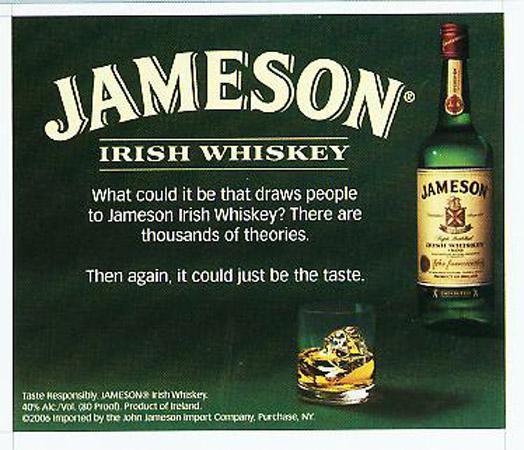 JAMESON®
IRISH WHISKEY
What could it be that draws people
to Jameson Irish Whiskey? There are
thousands of theories.
Then again, it could just be the taste.
JAMESON
Triple Distilled
IRISH WHISKEY
Taste Responsibly. JAMESON® Irish Whiskey.
40% Alc./Vol. (80 Proof). Product of Ireland.
©2006 Imported by the John Jameson Import Company, Purchase, NY.